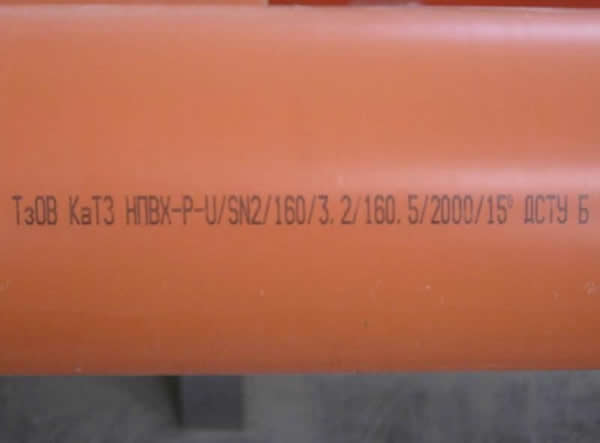 ТзОВ КаТЗ НПВХ-Р-U/SN2/160/3.2/160.5/2000/15° ДСТУ Б